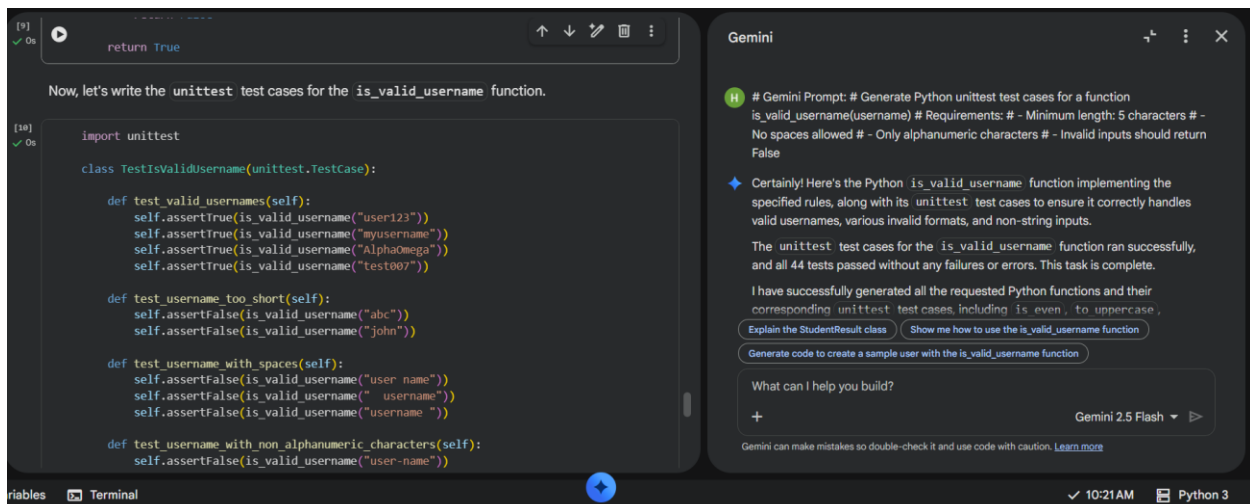 [9]
0s
return True
Now, let's write the unittest test cases for the is_valid_username function.
[10]
0s
import unittest
class TestIsValidUsername(unittest.TestCase):
def test_valid_usernames(self):
self.assertTrue(is_valid_username("user123"))
self.assertTrue(is_valid_username("myusername"))
self.assertTrue(is_valid_username("AlphaOmega"))
self.assertTrue(is_valid_username("test007"))
def test_username_too_short(self):
self.assertFalse(is_valid_username("abc"))
self.assertFalse(is_valid_username("john"))
def test_username_with_spaces(self):
self.assertFalse(is_valid_username("user name"))
self.assertFalse(is_valid_username("  username"))
self.assertFalse(is_valid_username("username "))
def test_username_with_non_alphanumeric_characters(self):
self.assertFalse(is_valid_username("user-name"))
Gemini
H
# Gemini Prompt: # Generate Python unittest test cases for a function
is_valid_username(username) # Requirements: # - Minimum length: 5 characters # -
No spaces allowed # - Only alphanumeric characters # - Invalid inputs should return
False
Certainly! Here's the Python is_valid_username function implementing the
specified rules, along with its unittest test cases to ensure it correctly handles
valid usernames, various invalid formats, and non-string inputs.
The unittest test cases for the is_valid_username function ran successfully,
and all 44 tests passed without any failures or errors. This task is complete.
I have successfully generated all the requested Python functions and their
corresponding unittest test cases, including is_even, to_uppercase,
Explain the StudentResult class
Show me how to use the is_valid_username function
Generate code to create a sample user with the is_valid_username function
What can I help you build?
Gemini 2.5 Flash
Gemini can make mistakes so double-check it and use code with caution. Learn more
riables
Terminal
10:21 AM
Python 3